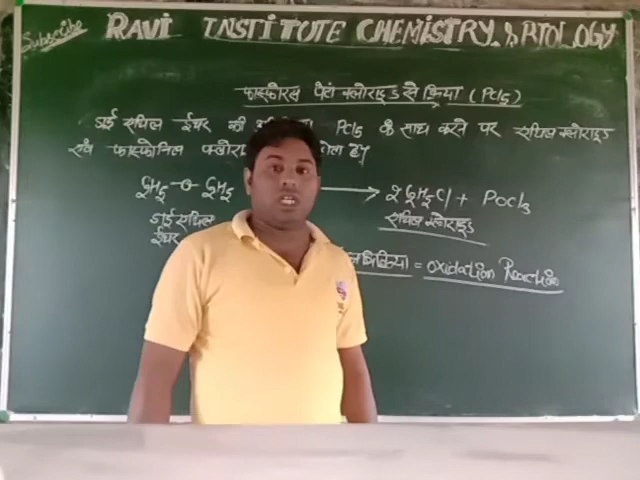 Subscribe
RAVI INSTITUTE CHEMISTRY & BIOLOGY
फास्फोरस पेंटा क्लोराइड से क्रिया (PCl5)
डाई एथिल ईथर की PCl5 के साथ करने पर एथिल क्लोराइड
एवं फास्फोनिल क्लोरा है।
C2H5-O-C2H5 → 2C2H5Cl + POCl3
डाई एथिल एथिल क्लोराइड
ईथर
= oxidation Reaction